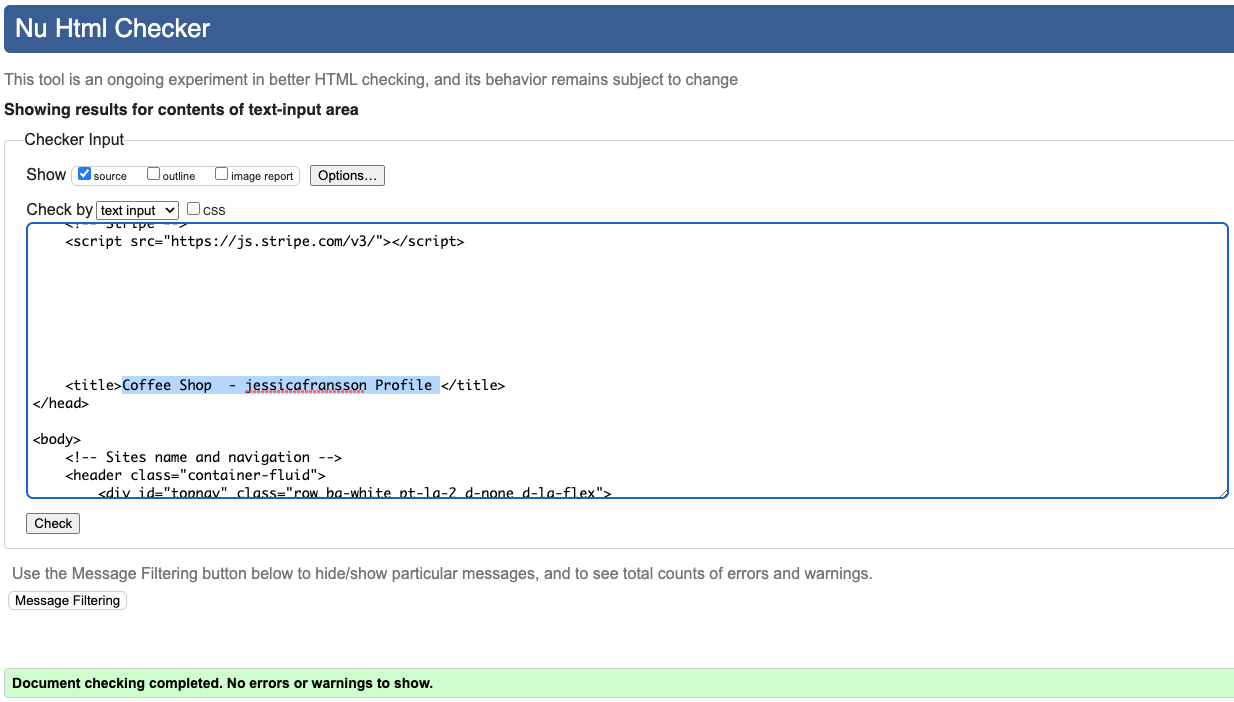 Nu Html Checker
This tool is an ongoing experiment in better HTML checking, and its behavior remains subject to change
Showing results for contents of text-input area
Checker Input
Show source outline image report Options...
Check by text input css
<!-- Stripe -->
<script src="https://js.stripe.com/v3/"></script>
<title>Coffee Shop  - jessicafransson Profile </title>
</head>
<body>
<!-- Sites name and navigation -->
<header class="container-fluid">
<div id="topnav" class="row bg-white pt-lg-2 d-none d-lg-flex">
Check
Use the Message Filtering button below to hide/show particular messages, and to see total counts of errors and warnings.
Message Filtering
Document checking completed. No errors or warnings to show.